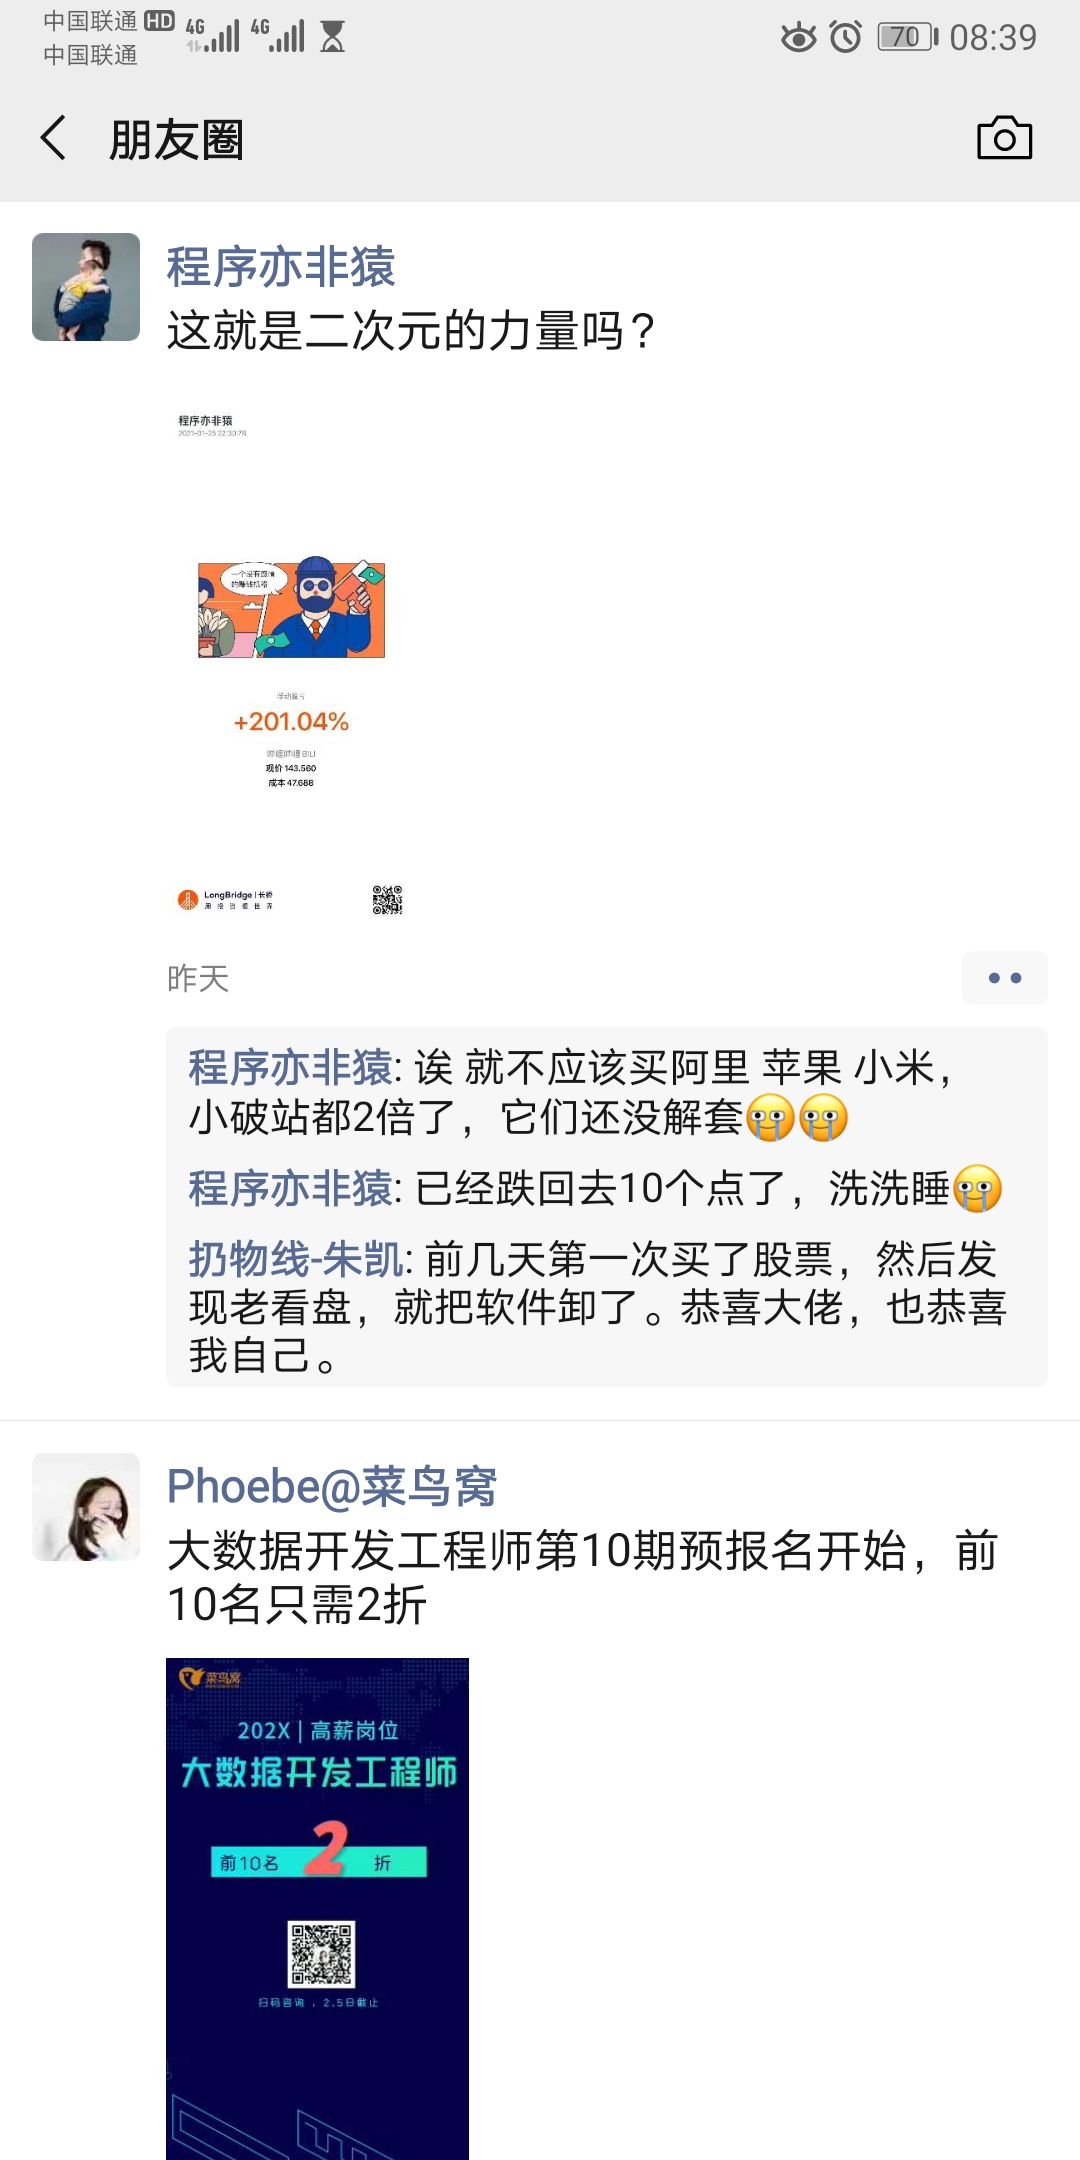 中国联通 HD 4G 4G 70 08:39
中国联通
朋友圈
程序亦非猿
这就是二次元的力量吗?
程序亦非猿
一个没有感情
的赚钱机器
浮动盈亏
+201.04%
哔哩哔哩 BILI
现价 143.560
成本 47.688
LongBridge | 长桥
用投资看世界
昨天
程序亦非猿: 诶 就不应该买阿里 苹果 小米,
小破站都2倍了，它们还没解套😭😭
程序亦非猿: 已经跌回去10个点了，洗洗睡😭
扔物线-朱凯: 前几天第一次买了股票，然后发
现老看盘，就把软件卸了。恭喜大佬，也恭喜
我自己。
Phoebe@菜鸟窝
大数据开发工程师第10期预报名开始，前
10名只需2折
菜鸟窝
202X | 高薪岗位
大数据开发工程师
前10名 2 折
扫码咨询，2.5日截止